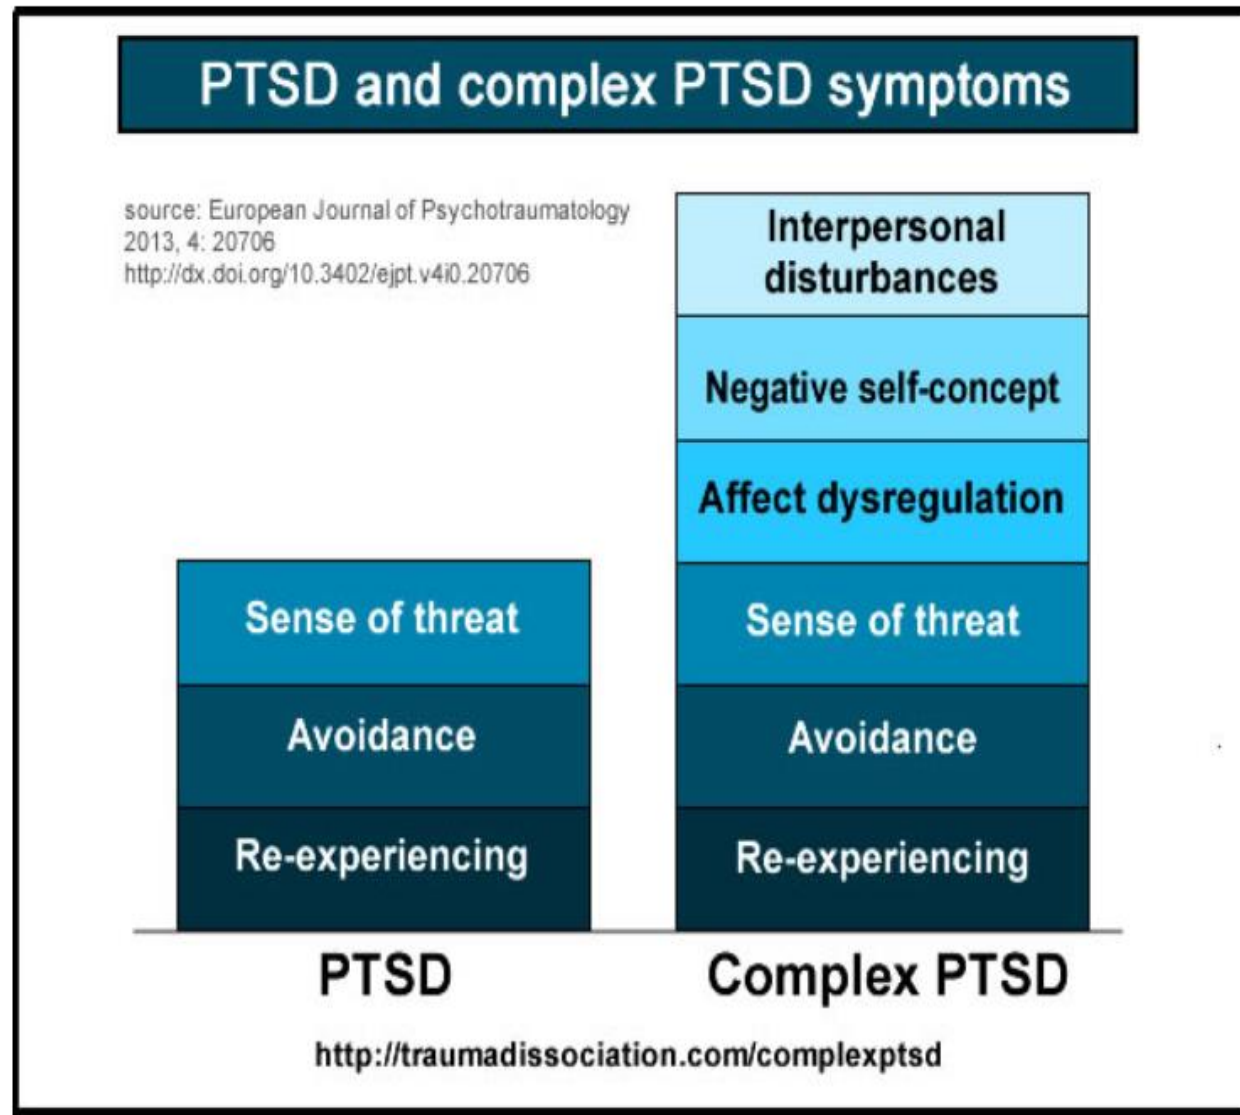 PTSD and complex PTSD symptoms
source: European Journal of Psychotraumatology
2013, 4: 20706
http://dx.doi.org/10.3402/ejpt.v4i0.20706
Sense of threat
Avoidance
Re-experiencing
PTSD
Interpersonal
disturbances
Negative self-concept
Affect dysregulation
Sense of threat
Avoidance
Re-experiencing
Complex PTSD
http://traumadissociation.com/complexptsd